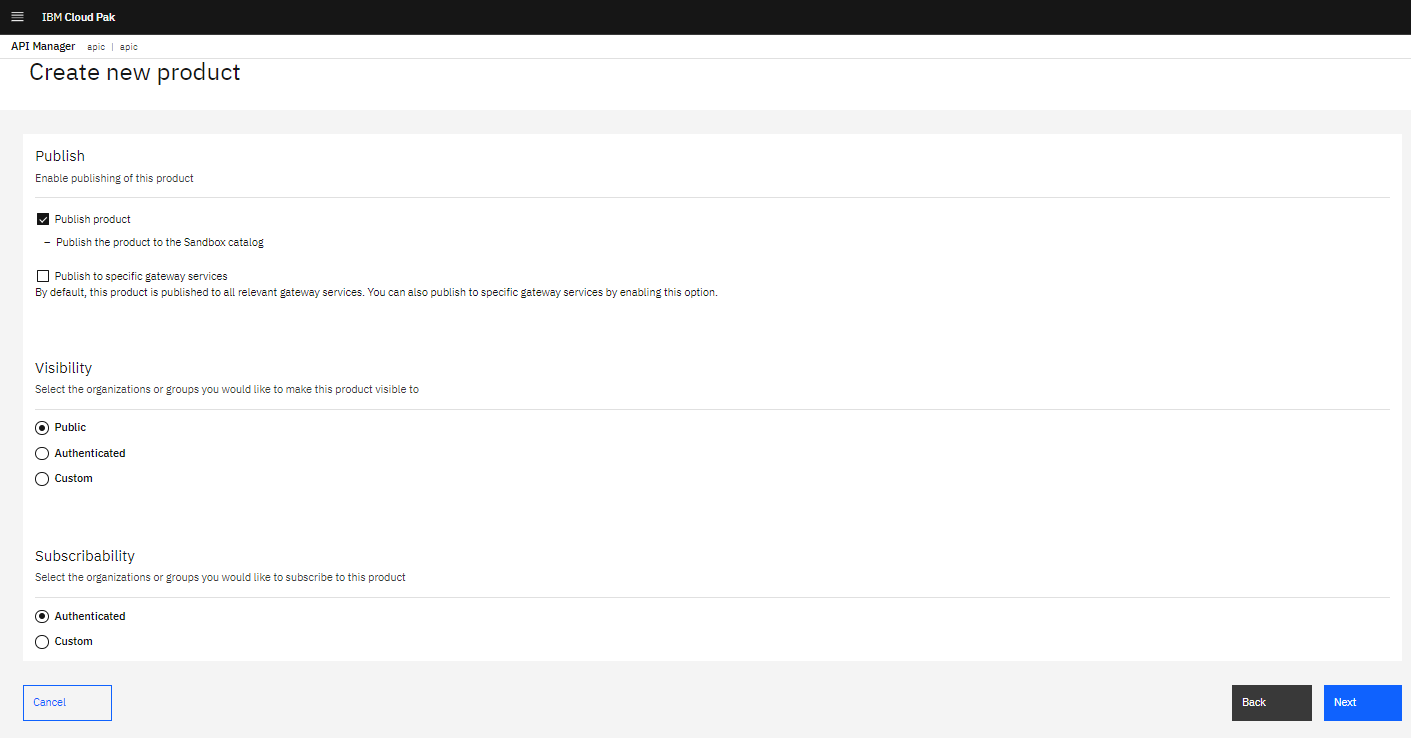 IBM Cloud Pak
API Manager apic | apic
Create new product
Publish
Enable publishing of this product
Publish product
– Publish the product to the Sandbox catalog
Publish to specific gateway services
By default, this product is published to all relevant gateway services. You can also publish to specific gateway services by enabling this option.
Visibility
Select the organizations or groups you would like to make this product visible to
Public
Authenticated
Custom
Subscribability
Select the organizations or groups you would like to subscribe to this product
Authenticated
Custom
Cancel
Back
Next